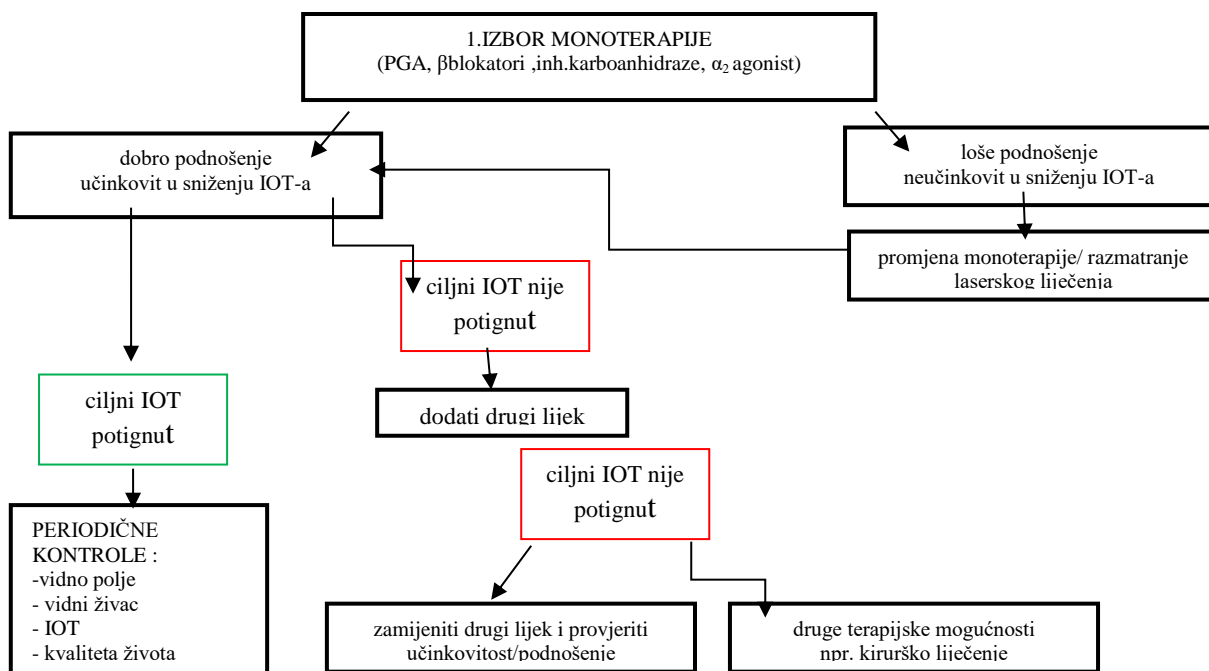 1.IZBOR MONOTERAPIJE
(PGA, βblokatori ,inh.karboanhidraze, α2 agonist)
dobro podnošenje
učinkovit u sniženju IOT-a
loše podnošenje
neučinkovit u sniženju IOT-a
promjena monoterapije/ razmatranje
laserskog liječenja
ciljni IOT nije
potignut
ciljni IOT
potignut
dodati drugi lijek
ciljni IOT nije
potignut
PERIODIČNE
KONTROLE :
-vidno polje
- vidni živac
- IOT
- kvaliteta života
zamijeniti drugi lijek i provjeriti
učinkovitost/podnošenje
druge terapijske mogućnosti
npr. kirurško liječenje